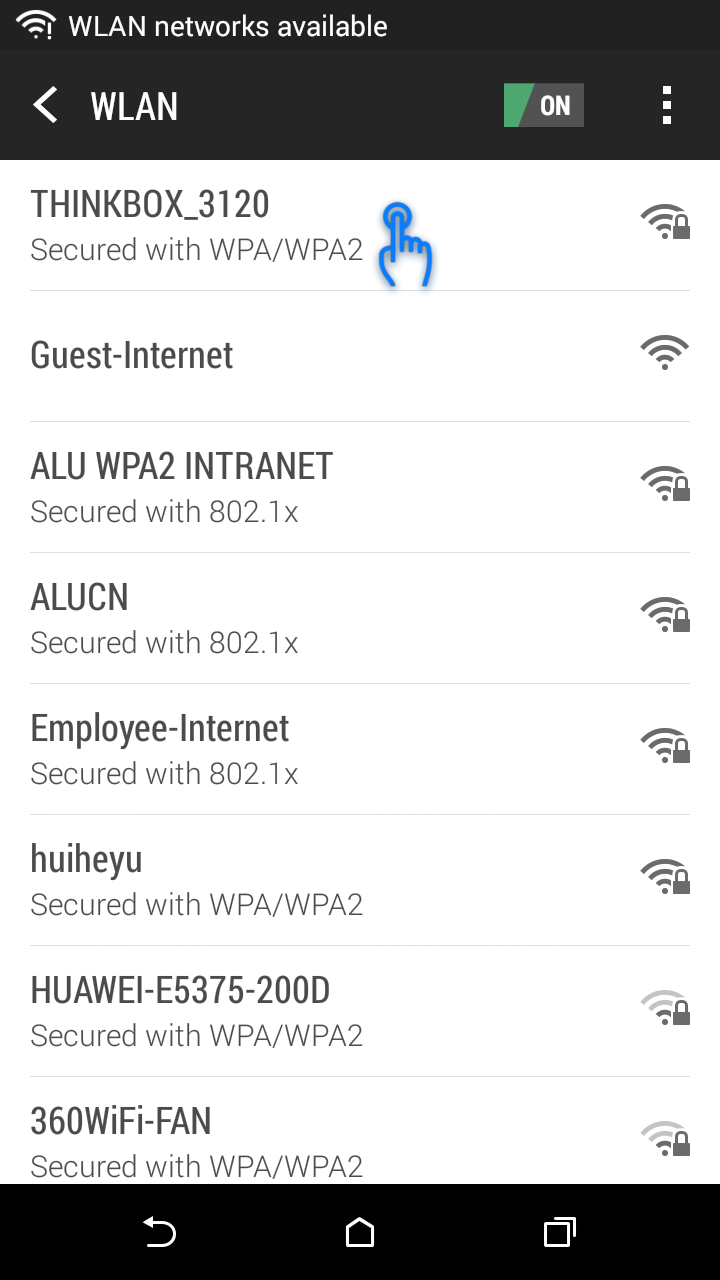 WLAN networks available
WLAN
ON
THINKBOX_3120
Secured with WPA/WPA2
Guest-Internet
ALU WPA2 INTRANET
Secured with 802.1x
ALUCN
Secured with 802.1x
Employee-Internet
Secured with 802.1x
huiheyu
Secured with WPA/WPA2
HUAWEI-E5375-200D
Secured with WPA/WPA2
360WiFi-FAN
Secured with WPA/WPA2